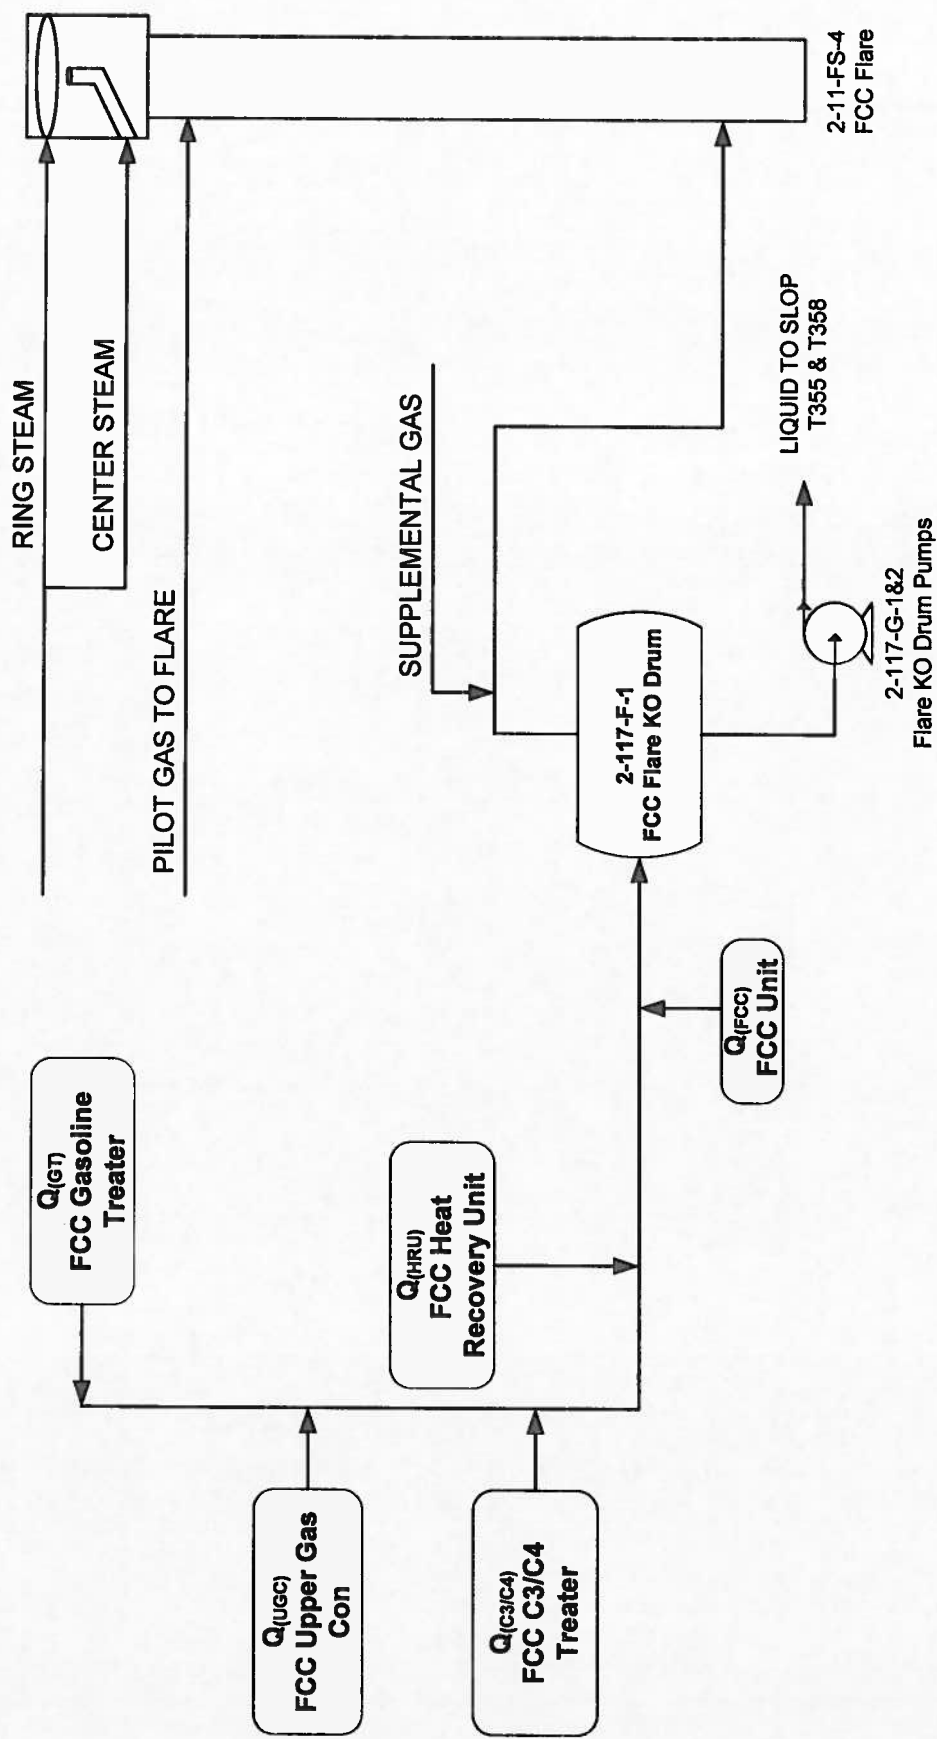 RING STEAM
CENTER STEAM
PILOT GAS TO FLARE
SUPPLEMENTAL GAS
2-11-FS-4
FCC Flare
LIQUID TO SLOP
T355 & T358
2-117-F-1
FCC Flare KO Drum
2-117-G-1&2
Flare KO Drum Pumps
Q(GT)
FCC Gasoline
Treater
Q(UGC)
FCC Upper Gas
Con
Q(C3/C4)
FCC C3/C4
Treater
Q(HRU)
FCC Heat
Recovery Unit
Q(FCC)
FCC Unit